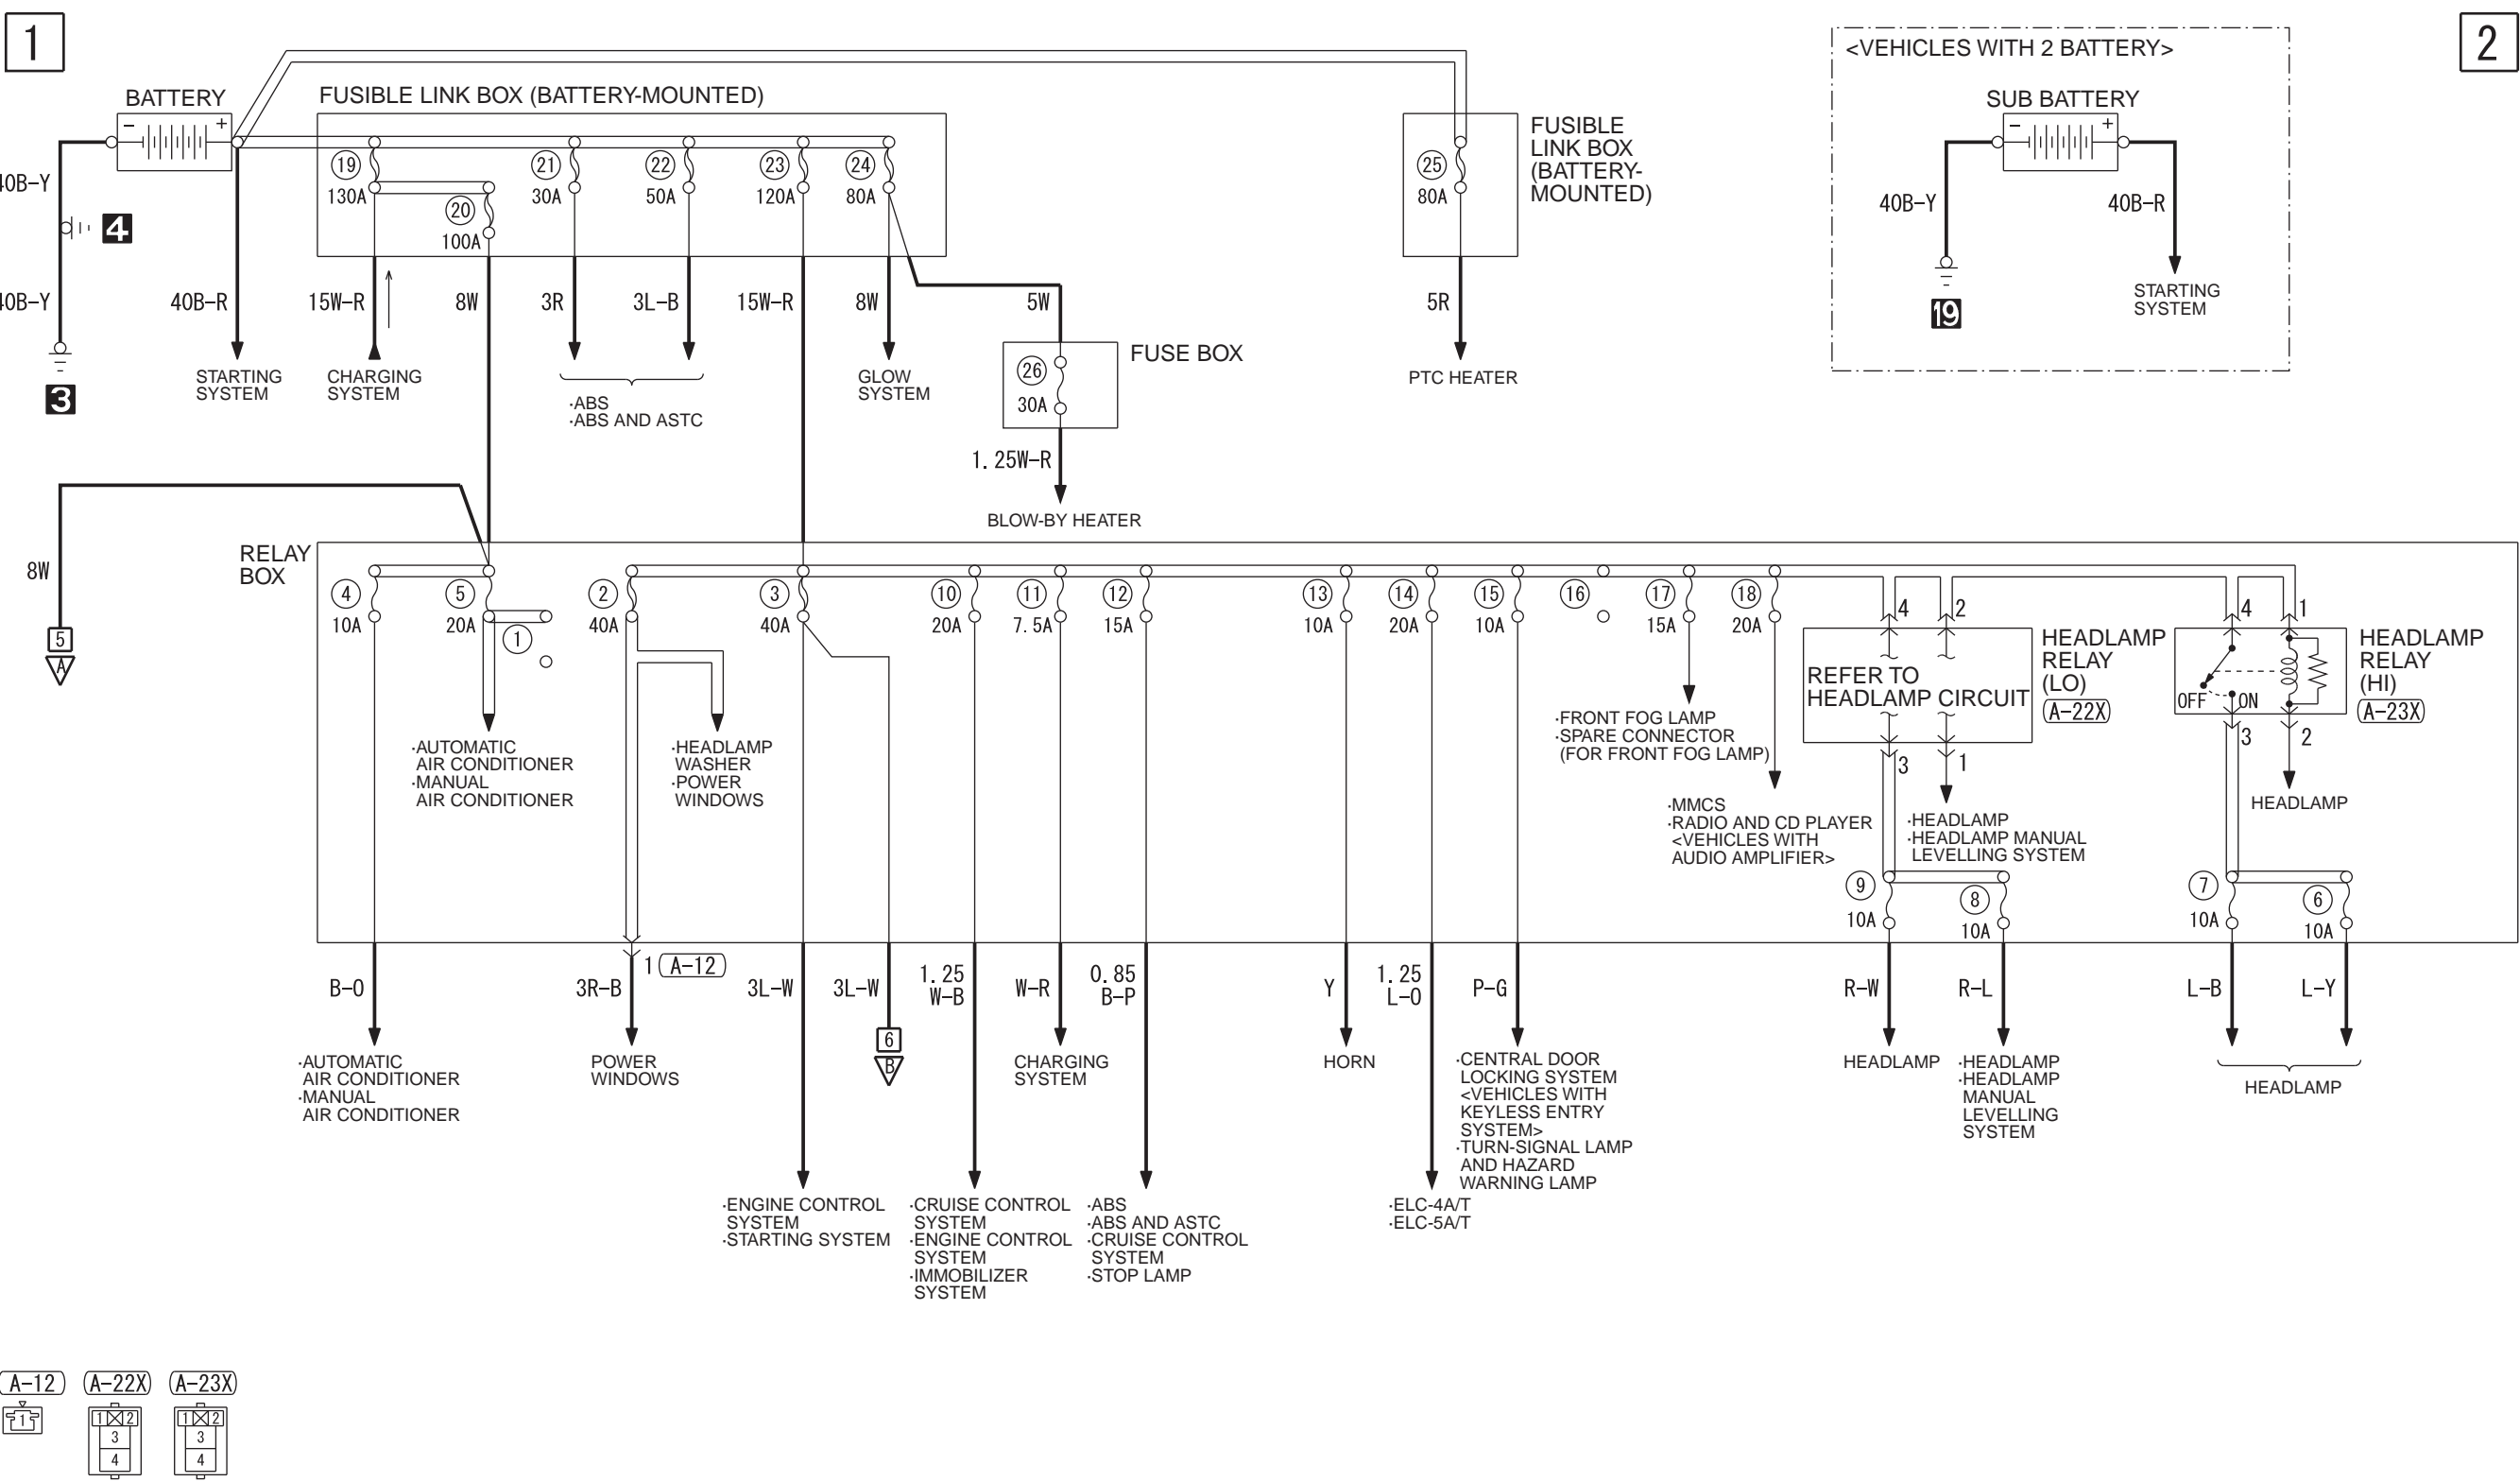 1
2
<VEHICLES WITH 2 BATTERY>
BATTERY
FUSIBLE LINK BOX (BATTERY-MOUNTED)
FUSIBLE
LINK BOX
(BATTERY-
MOUNTED)
SUB BATTERY
− +
− +
19 130A
20 100A
21 30A
22 50A
23 120A
24 80A
25 80A
40B-Y
4
40B-Y
40B-R
15W-R
8W
3R
3L-B
15W-R
8W
5W
5R
40B-Y
40B-R
19
STARTING
SYSTEM
3
STARTING
SYSTEM
CHARGING
SYSTEM
·ABS
·ABS AND ASTC
GLOW
SYSTEM
FUSE BOX
26 30A
PTC HEATER
1.25W-R
BLOW-BY HEATER
8W
5
A
RELAY
BOX
4 10A
5 20A
1
2 40A
3 40A
10 20A
11 7.5A
12 15A
13 10A
14 20A
15 10A
16
17 15A
18 20A
4 2
4 1
REFER TO
HEADLAMP CIRCUIT
HEADLAMP
RELAY
(LO)
A-22X
OFF ON
HEADLAMP
RELAY
(HI)
A-23X
3 1
3 2
·AUTOMATIC
AIR CONDITIONER
·MANUAL
AIR CONDITIONER
·HEADLAMP
WASHER
·POWER
WINDOWS
·FRONT FOG LAMP
·SPARE CONNECTOR
(FOR FRONT FOG LAMP)
·MMCS
·RADIO AND CD PLAYER
<VEHICLES WITH
AUDIO AMPLIFIER>
·HEADLAMP
·HEADLAMP MANUAL
LEVELLING SYSTEM
HEADLAMP
9 10A
8 10A
7 10A
6 10A
1 A-12
B-O
3R-B
3L-W
3L-W
1.25
W-B
W-R
0.85
B-P
Y
1.25
L-O
P-G
R-W
R-L
L-B
L-Y
·AUTOMATIC
AIR CONDITIONER
·MANUAL
AIR CONDITIONER
POWER
WINDOWS
6
B
CHARGING
SYSTEM
HORN
·CENTRAL DOOR
LOCKING SYSTEM
<VEHICLES WITH
KEYLESS ENTRY
SYSTEM>
·TURN-SIGNAL LAMP
AND HAZARD
WARNING LAMP
HEADLAMP
·HEADLAMP
·HEADLAMP
MANUAL
LEVELLING
SYSTEM
HEADLAMP
·ENGINE CONTROL
SYSTEM
·STARTING SYSTEM
·CRUISE CONTROL
SYSTEM
·ENGINE CONTROL
SYSTEM
·IMMOBILIZER
SYSTEM
·ABS
·ABS AND ASTC
·CRUISE CONTROL
SYSTEM
·STOP LAMP
·ELC-4A/T
·ELC-5A/T
A-12
A-22X
A-23X
1
1 2
3
4
1 2
3
4